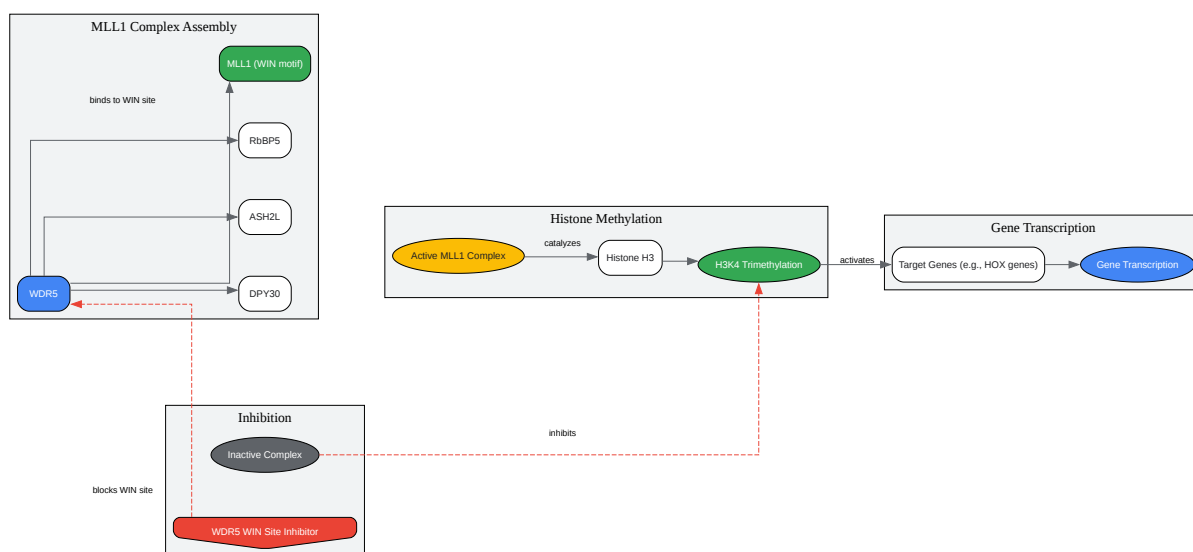 MLL1 Complex Assembly
MLL1 (WIN motif)
binds to WIN site
RbBP5
ASH2L
WDR5
DPY30
Histone Methylation
Active MLL1 Complex
catalyzes
Histone H3
H3K4 Trimethylation
activates
Gene Transcription
Target Genes (e.g., HOX genes)
Gene Transcription
Inhibition
Inactive Complex
inhibits
blocks WIN site
WDR5 WIN Site Inhibitor